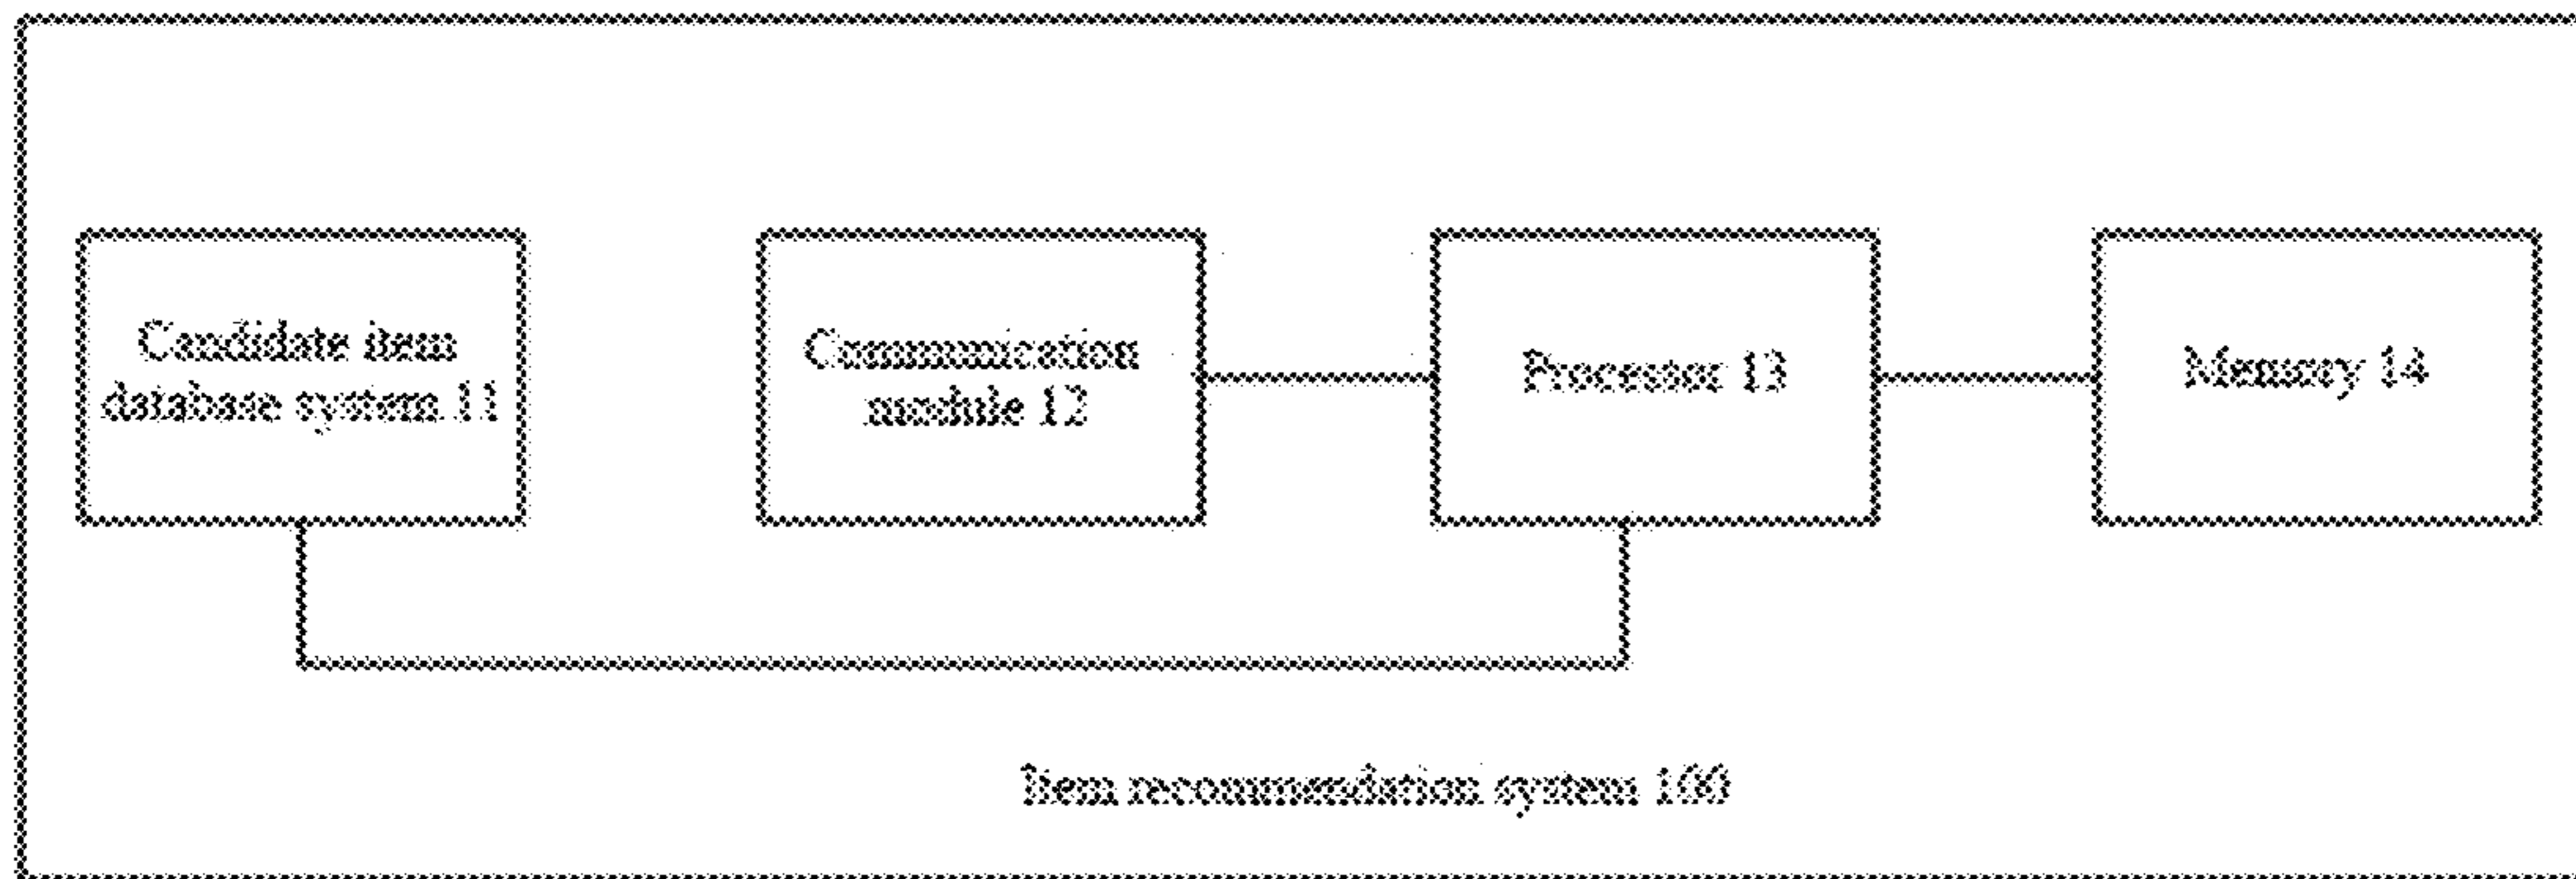 Candidate item
database system 11
Communication
module 12
Processor 13
Memory 14
Item recommendation system 100